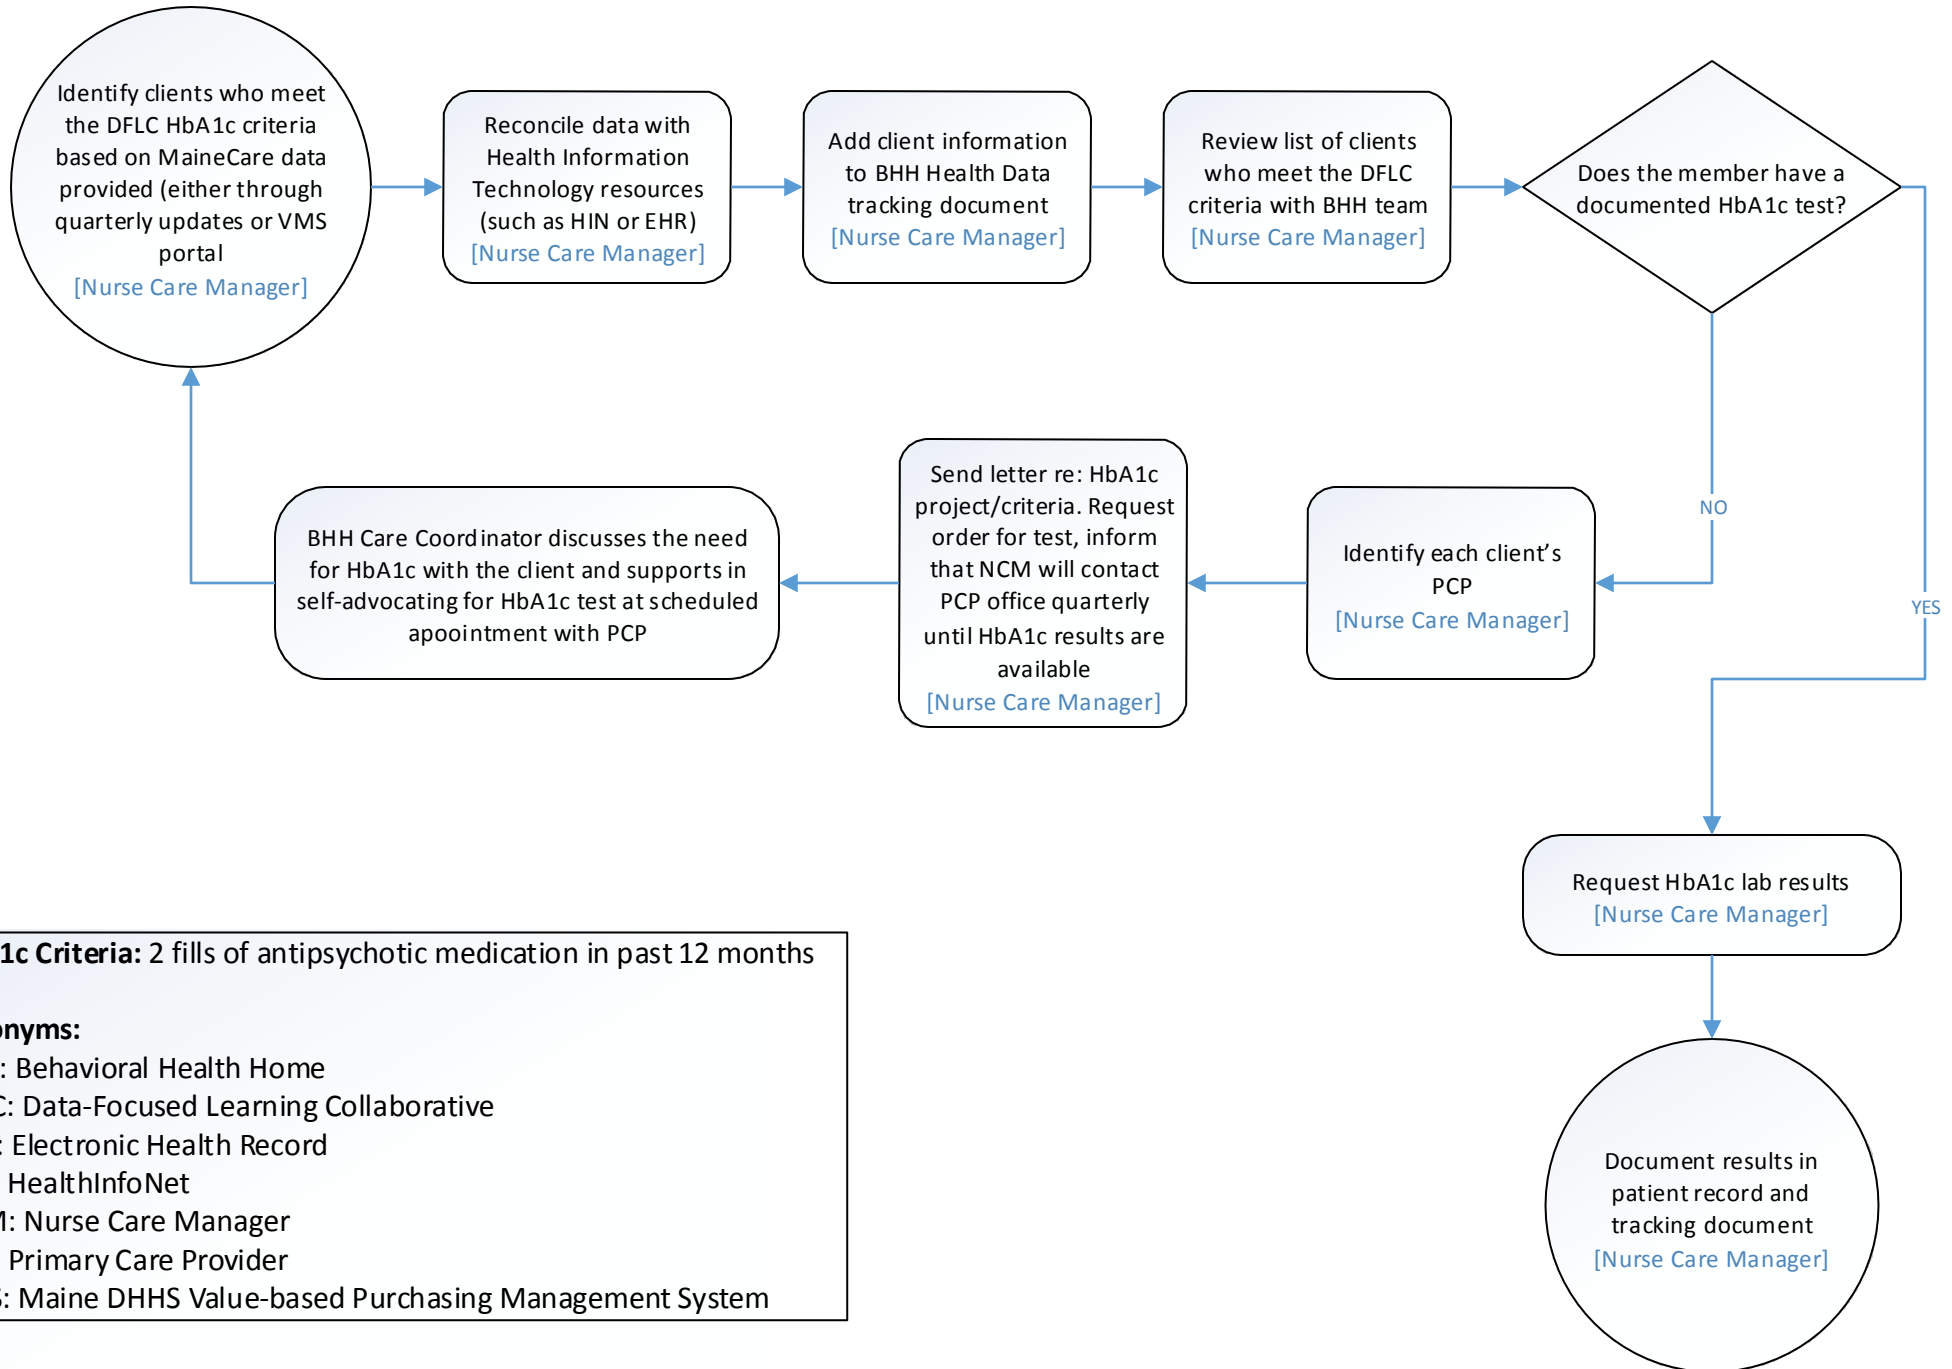 Identify clients who meet
the DFLC HbA1c criteria
based on MaineCare data
provided (either through
quarterly updates or VMS
portal
[Nurse Care Manager]
Reconcile data with
Health Information
Technology resources
(such as HIN or EHR)
[Nurse Care Manager]
Add client information
to BHH Health Data
tracking document
[Nurse Care Manager]
Review list of clients
who meet the DFLC
criteria with BHH team
[Nurse Care Manager]
Does the member have a
documented HbA1c test?
NO
YES
Identify each client’s
PCP
[Nurse Care Manager]
Send letter re: HbA1c
project/criteria. Request
order for test, inform
that NCM will contact
PCP office quarterly
until HbA1c results are
available
[Nurse Care Manager]
BHH Care Coordinator discusses the need
for HbA1c with the client and supports in
self-advocating for HbA1c test at scheduled
apoointment with PCP
Request HbA1c lab results
[Nurse Care Manager]
Document results in
patient record and
tracking document
[Nurse Care Manager]
1c Criteria: 2 fills of antipsychotic medication in past 12 months
onyms:
: Behavioral Health Home
C: Data-Focused Learning Collaborative
: Electronic Health Record
HealthInfoNet
M: Nurse Care Manager
Primary Care Provider
S: Maine DHHS Value-based Purchasing Management System